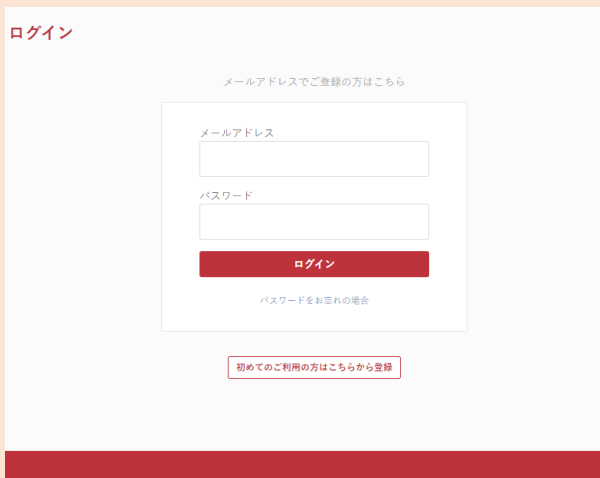 ログイン
メールアドレスでご登録の方はこちら
メールアドレス
パスワード
ログイン
パスワードをお忘れの場合
初めてのご利用の方はこちらから登録